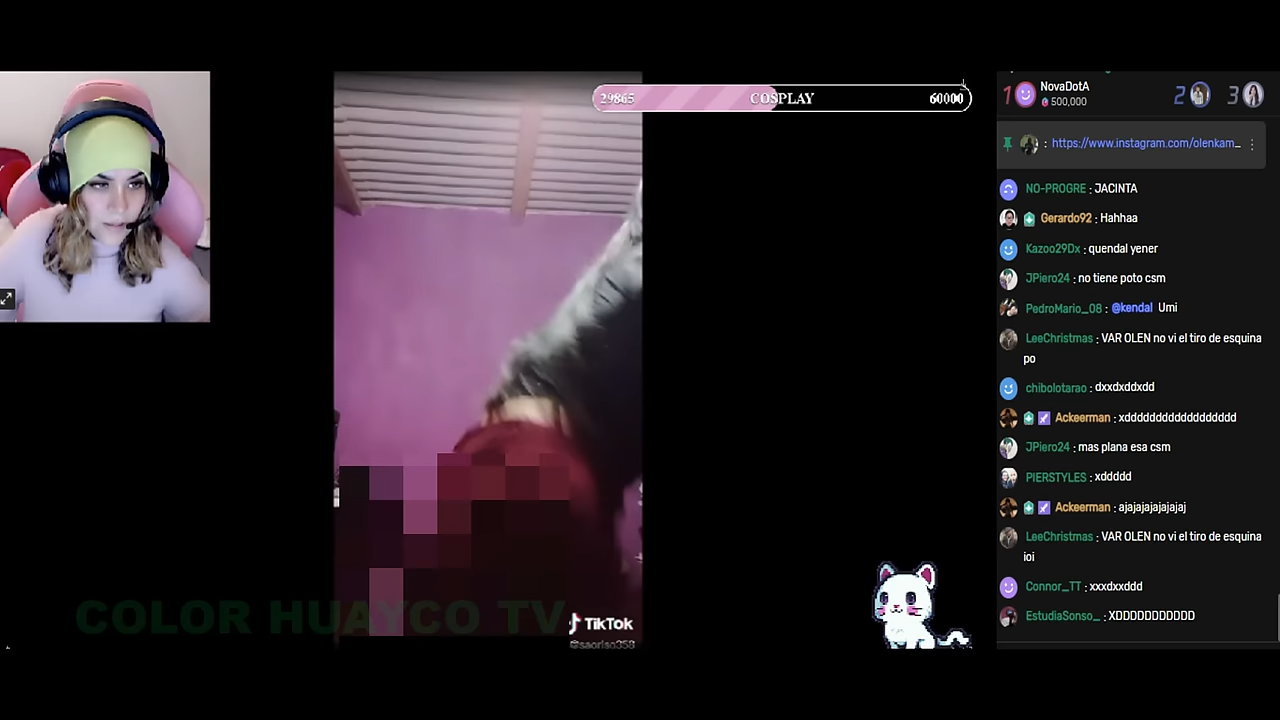 29865 COSPLAY 60000
1 NovaDotA 2 3
500,000
: https://www.instagram.com/olenkam_
NO-PROGRE : JACINTA
Gerardo92 : Hahhaa
Kazoo29Dx : quendal yener
JPiero24 : no tiene poto csm
PedroMario_08 : @kendal Umi
LeeChristmas : VAR OLEN no vi el tiro de esquina
po
chibolotarao : dxxdxddxdd
Ackeerman : xdddddddddddddddddd
JPiero24 : mas plana esa csm
PIERSTYLES : xddddd
Ackeerman : ajajajajajajaj
LeeChristmas : VAR OLEN no vi el tiro de esquina
ioi
Connor_TT : xxxdxxddd
EstudiaSonso_ : XDDDDDDDDDDD
COLOR HUAYCO TV
TikTok
@saoriso358